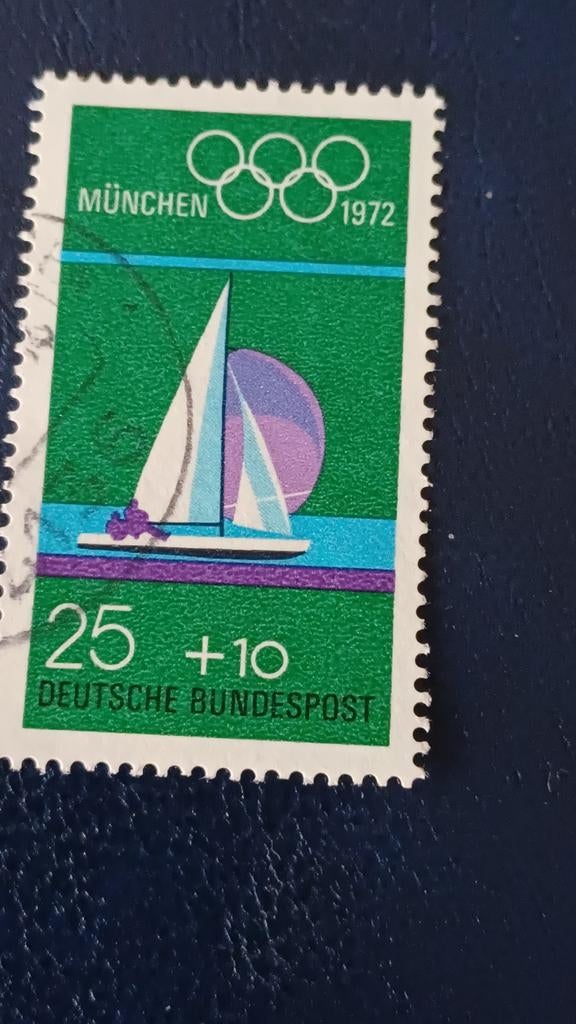 MÜNCHEN 1972
25 +10
DEUTSCHE BUNDESPOST